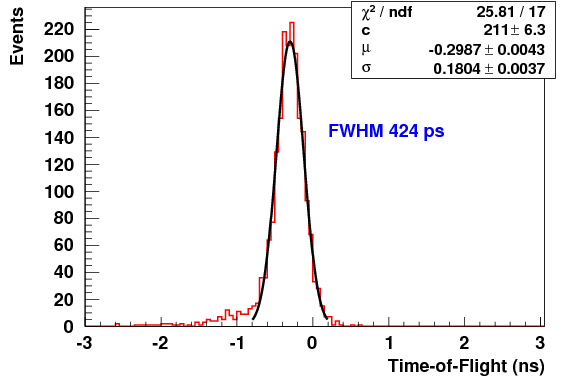 Events
χ² / ndf 25.81 / 17
c 211± 6.3
μ -0.2987 ± 0.0043
σ 0.1804 ± 0.0037
FWHM 424 ps
220
200
180
160
140
120
100
80
60
40
20
0
-3 -2 -1 0 1 2 3
Time-of-Flight (ns)